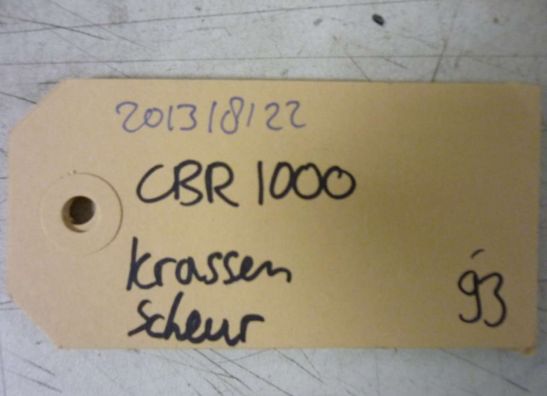 2013/8/22
CBR 1000
krassen
scheur
'93